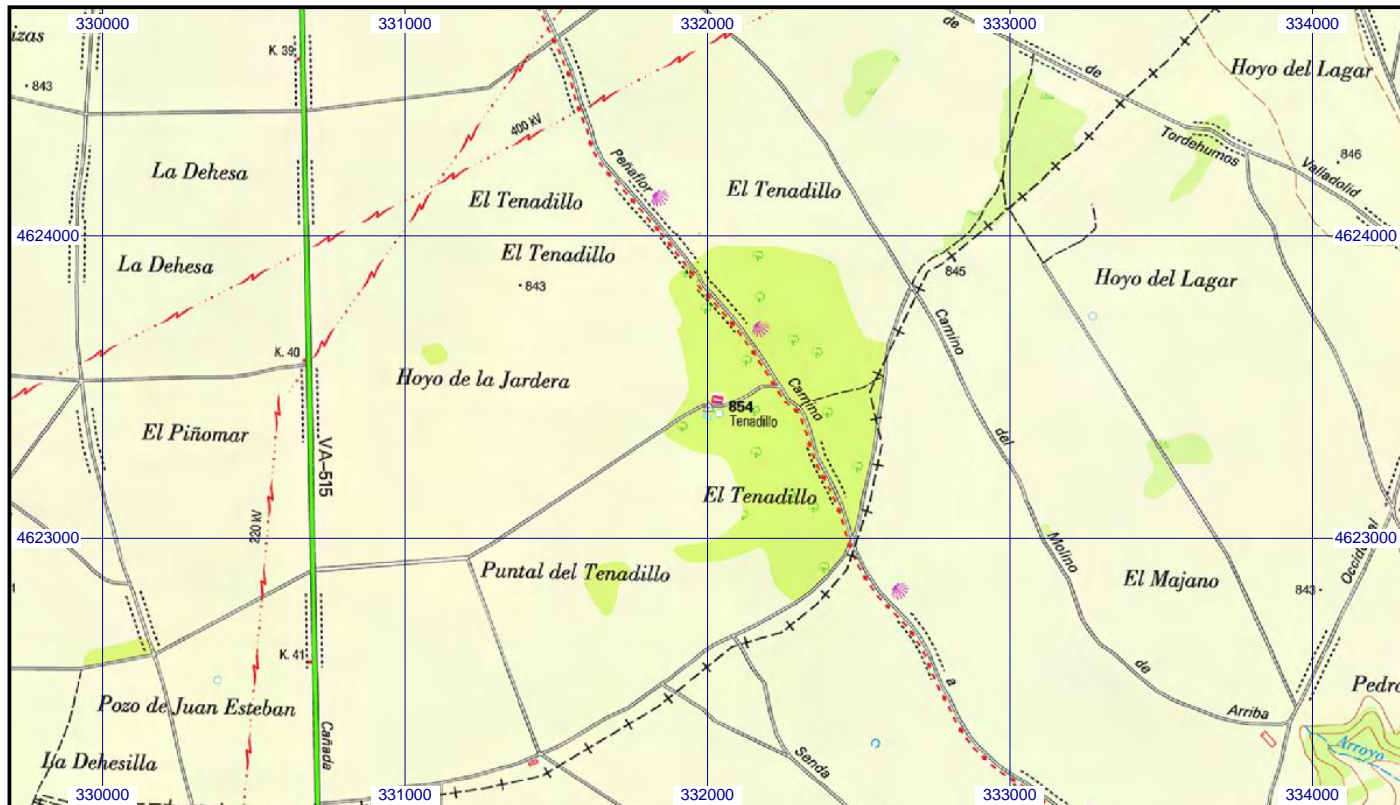 330000
331000
332000
333000
334000
izas
K. 39
de
de
Hoyo del Lagar
843
400 kV
Tordehumos
846
Valladolid
La Dehesa
Peñaflor
El Tenadillo
El Tenadillo
4624000
4624000
La Dehesa
El Tenadillo
845
Hoyo del Lagar
843
Camino
K. 40
Hoyo de la Jardera
Camino
854
Tenadillo
El Piñomar
VA-515
del
El Tenadillo
220 kV
4623000
4623000
Molino
Puntal del Tenadillo
El Majano
843
K. 41
a
de
Pedro
Pozo de Juan Esteban
Arriba
Cañada
Arroyo
La Dehesilla
Senda
330000
331000
332000
333000
334000